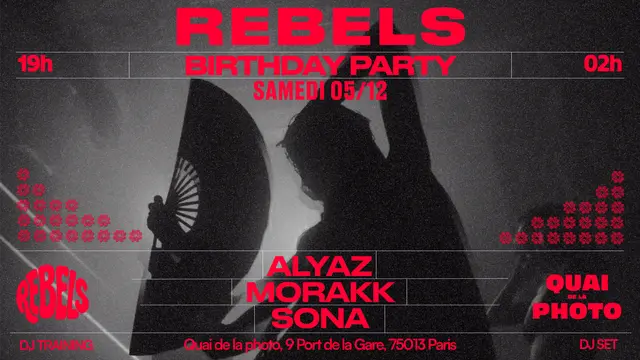 REBELS
19h
BIRTHDAY PARTY
02h
SAMEDI 05/12
ALYAZ
MORAKK
SONA
REBELS
QUAI
DE LA
PHOTO
DJ TRAINING
Quai de la photo, 9 Port de la Gare, 75013 Paris
DJ SET